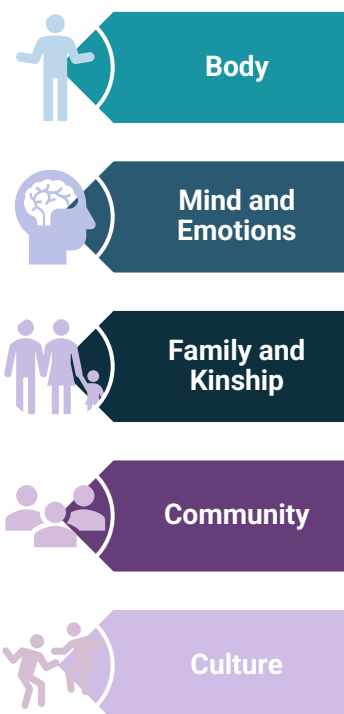 Body
Mind and
Emotions
Family and
Kinship
Community
Culture